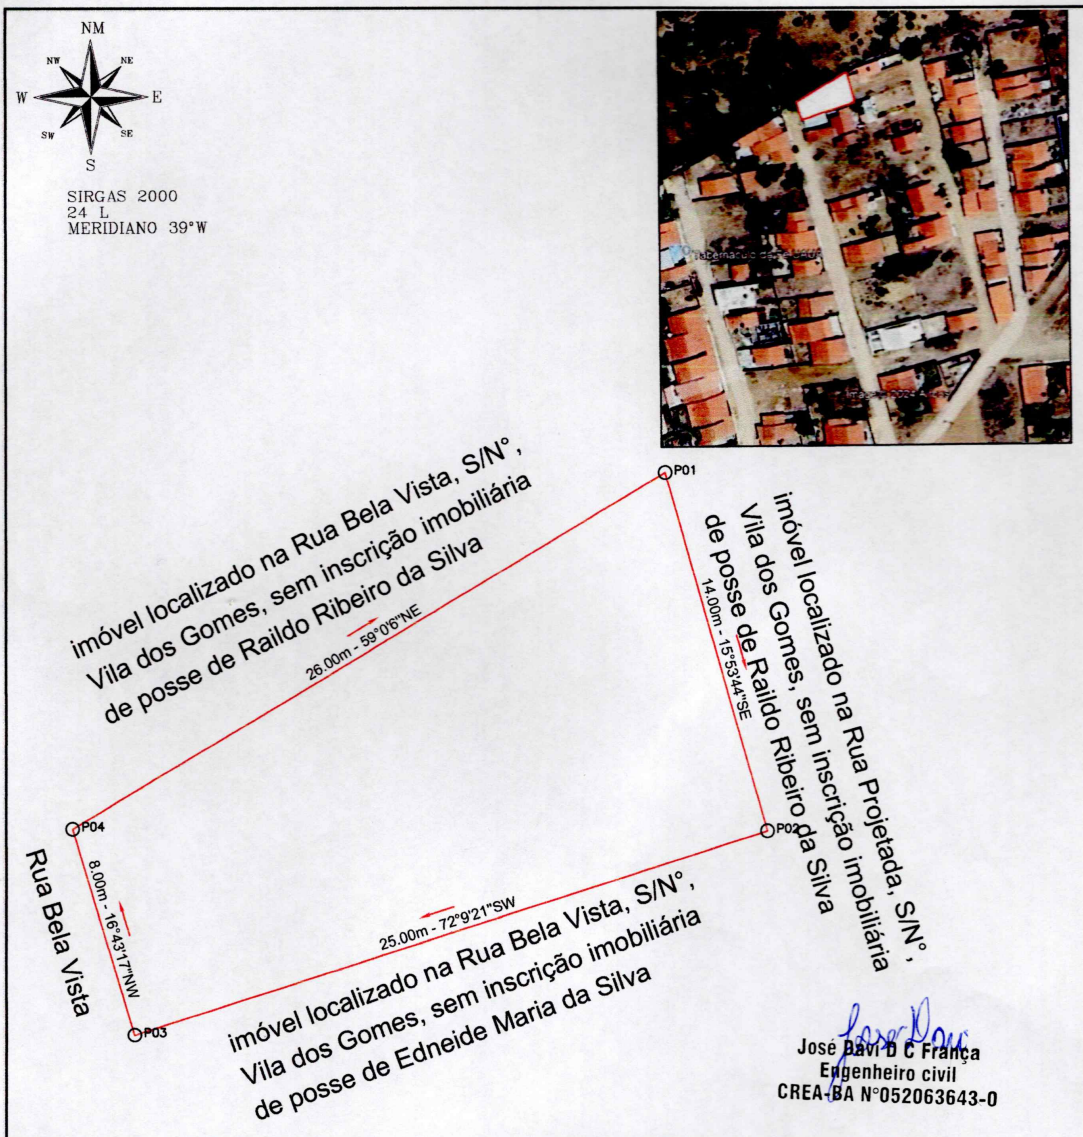 NM
NW
NE
W
E
SW
SE
S
SIRGAS 2000
24 L
MERIDIANO 39°W
imóvel localizado na Rua Bela Vista, S/N°,
Vila dos Gomes, sem inscrição imobiliária
de posse de Raildo Ribeiro da Silva
26.00m - 59°0'6"NE
P01
imóvel localizado na Rua Projetada, S/N°,
Vila dos Gomes, sem inscrição imobiliária
de posse de Raildo Ribeiro da Silva
14.00m - 15°53'44"SE
P02
P04
Rua Bela Vista
8.00m - 16°43'17"NW
25.00m - 72°9'21"SW
P03
imóvel localizado na Rua Bela Vista, S/N°,
Vila dos Gomes, sem inscrição imobiliária
de posse de Edneide Maria da Silva
José Davi D C França
Engenheiro civil
CREA-BA N°052063643-0